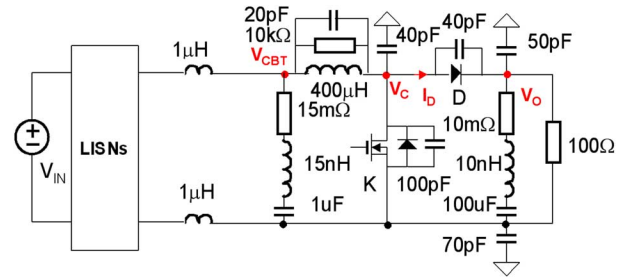 20pF
10kΩ
1μH
V_CBT
400μH
40pF
40pF
50pF
V_C
I_D
D
V_O
LISNs
V_IN
15mΩ
15nH
1uF
K
100pF
10mΩ
10nH
100uF
100Ω
1μH
70pF